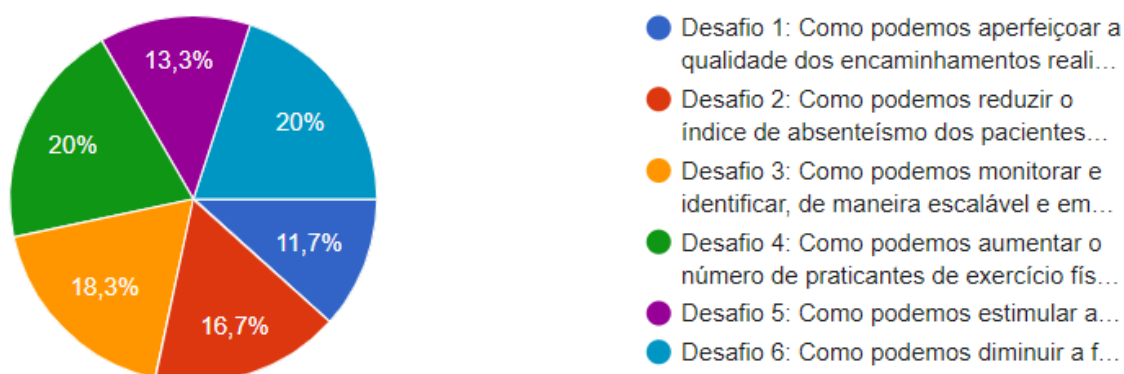 13,3%
20%
20%
11,7%
18,3%
16,7%
Desafio 1: Como podemos aperfeiçoar a
qualidade dos encaminhamentos reali...
Desafio 2: Como podemos reduzir o
índice de absenteísmo dos pacientes...
Desafio 3: Como podemos monitorar e
identificar, de maneira escalável e em...
Desafio 4: Como podemos aumentar o
número de praticantes de exercício fís...
Desafio 5: Como podemos estimular a...
Desafio 6: Como podemos diminuir a f...